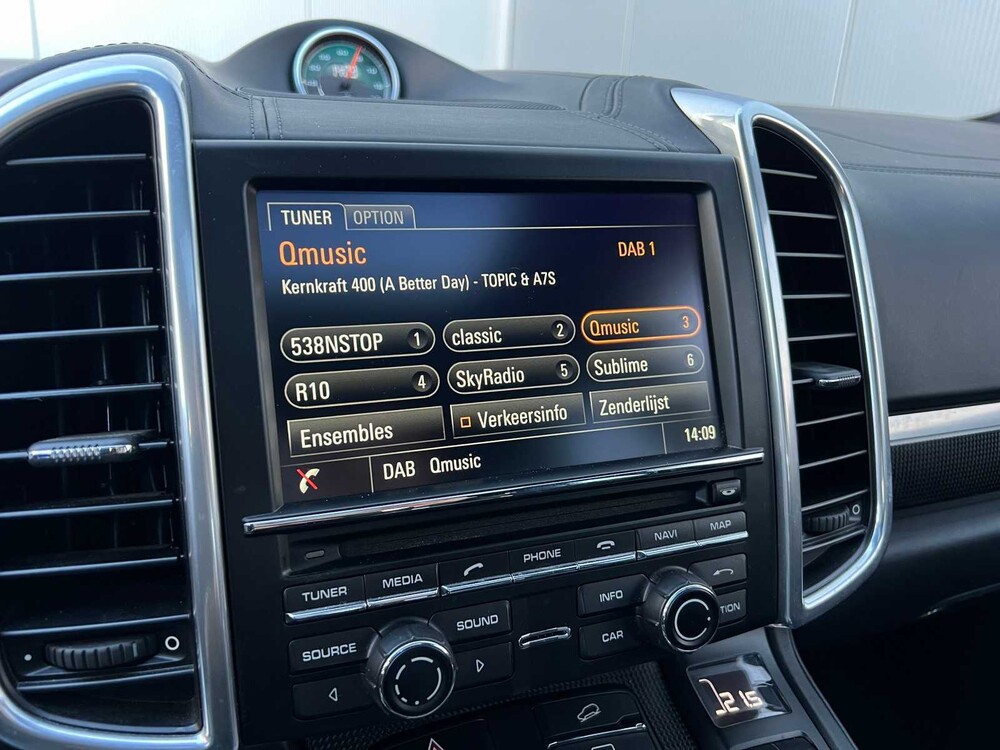 TUNER OPTION
Qmusic DAB 1
Kernkraft 400 (A Better Day) - TOPIC & A7S
538NSTOP 1 classic 2 Qmusic 3
R10 4 SkyRadio 5 Sublime 6
Ensembles Verkeersinfo Zenderlijst
DAB Qmusic 14:09
TUNER MEDIA PHONE NAVI MAP
SOURCE SOUND INFO
CAR
21.5